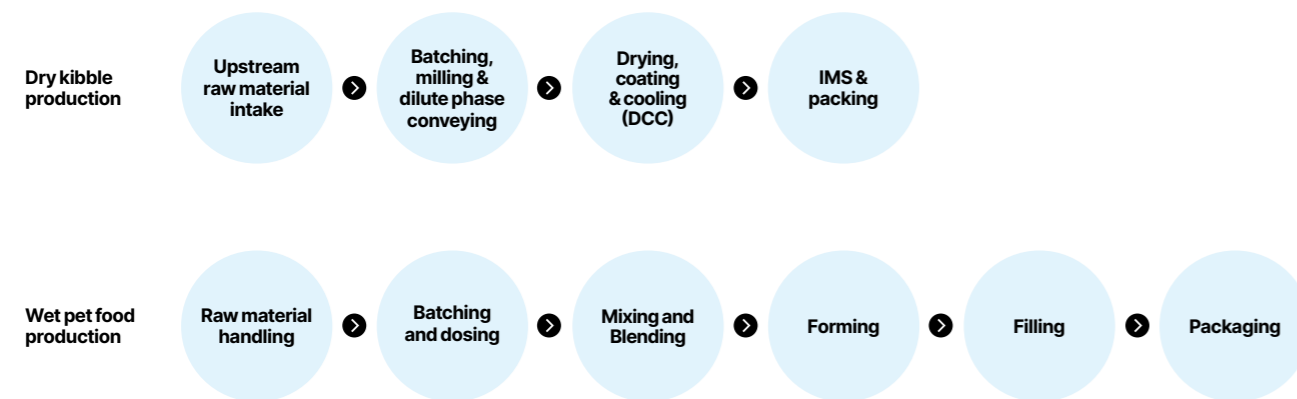 Dry kibble
production
Upstream
raw material
intake
Batching,
milling &
dilute phase
conveying
Drying,
coating
& cooling
(DCC)
IMS &
packing
Wet pet food
production
Raw material
handling
Batching
and dosing
Mixing and
Blending
Forming
Filling
Packaging